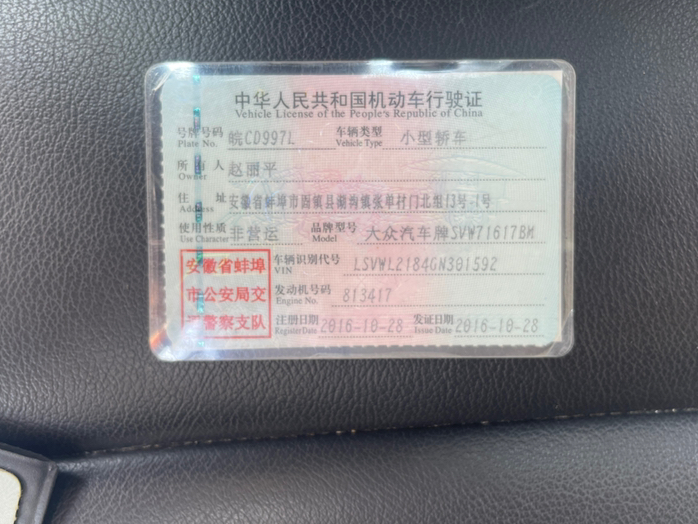 中华人民共和国机动车行驶证
Vehicle License of the People's Republic of China
号牌号码 皖CD997L 车辆类型 小型轿车
Plate No. Vehicle Type
所有人 赵丽平
Owner
住址 安徽省蚌埠市固镇县湖沟镇张单村门北组门3号-1号
Address
使用性质 非营运 品牌型号 大众汽车牌SVW71617BM
Use Character Model
安徽省蚌埠 车辆识别代号 LSVWL2184GN301592
VIN
市公安局交 发动机号码 813417
Engine No.
通警察支队 注册日期 2016-10-28 发证日期 2016-10-28
Register Date Issue Date